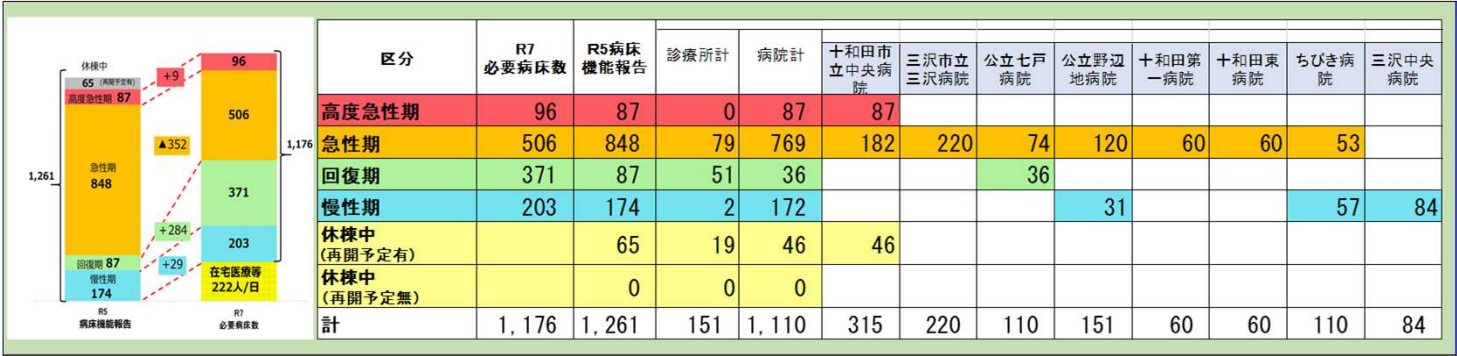 休棟中
65 (再開予定有)
高度急性期 87
急性期
848
1,261
回復期 87
慢性期
174
R5
病床機能報告
+9
▲352
+284
+29
96
506
371
203
1,176
在宅医療等
222人/日
R7
必要病床数
区分 R7 必要病床数 R5病床機能報告 診療所計 病院計 十和田市立中央病院 三沢市立三沢病院 公立七戸病院 公立野辺地病院 十和田第一病院 十和田東病院 ちびき病院 三沢中央病院
高度急性期 96 87 0 87 87
急性期 506 848 79 769 182 220 74 120 60 60 53
回復期 371 87 51 36 36
慢性期 203 174 2 172 31 57 84
休棟中
(再開予定有) 65 19 46 46
休棟中
(再開予定無) 0 0 0
計 1,176 1,261 151 1,110 315 220 110 151 60 60 110 84